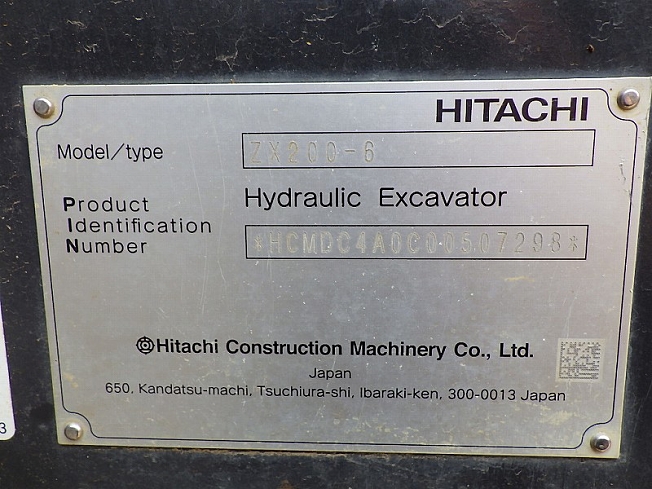 HITACHI
Model/type ZX200-6
Product Identification Number
Hydraulic Excavator
*HCMDC4A0C00507298*
Hitachi Construction Machinery Co., Ltd.
Japan
650, Kandatsu-machi, Tsuchiura-shi, Ibaraki-ken, 300-0013 Japan
3